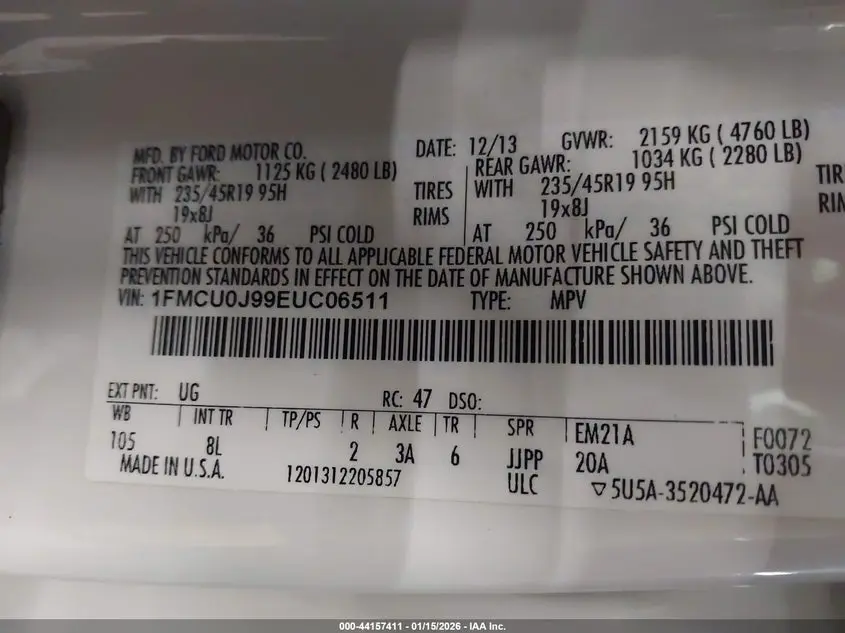 MFD. BY FORD MOTOR CO. DATE: 12/13 GVWR: 2159 KG ( 4760 LB)
FRONT GAWR: 1125 KG ( 2480 LB) REAR GAWR: 1034 KG ( 2280 LB)
WITH 235/45R19 95H TIRES WITH 235/45R19 95H TIR
19x8J RIMS 19x8J RIM
AT 250 kPa/ 36 PSI COLD AT 250 kPa/ 36 PSI COLD
THIS VEHICLE CONFORMS TO ALL APPLICABLE FEDERAL MOTOR VEHICLE SAFETY AND THEFT
PREVENTION STANDARDS IN EFFECT ON THE DATE OF MANUFACTURE SHOWN ABOVE.
VIN: 1FMCU0J99EUC06511 TYPE: MPV
EXT PNT: UG RC: 47 DSO:
WB INT TR TP/PS R AXLE TR SPR EM21A F0072
105 8L 2 3A 6 JJPP 20A T0305
MADE IN U.S.A. 1201312205857 ULC ▽5U5A-3520472-AA
000-44157411 - 01/15/2026 - IAA Inc.